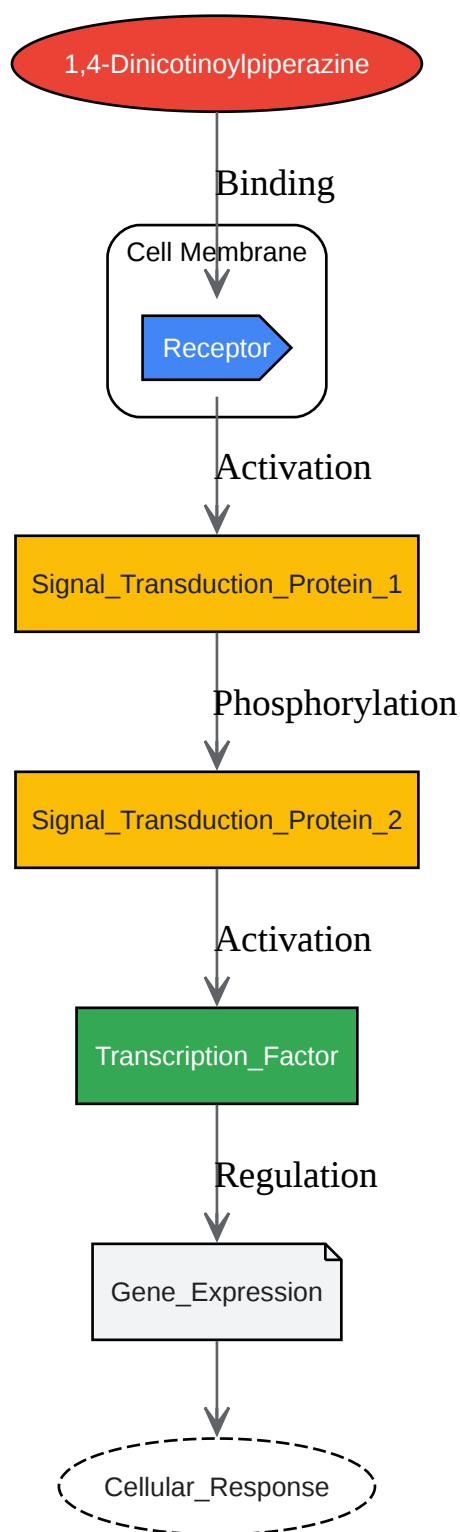 1,4-Dinicotinoylpiperazine
Binding
Cell Membrane
Receptor
Activation
Signal_Transduction_Protein_1
Phosphorylation
Signal_Transduction_Protein_2
Activation
Transcription_Factor
Regulation
Gene_Expression
Cellular_Response